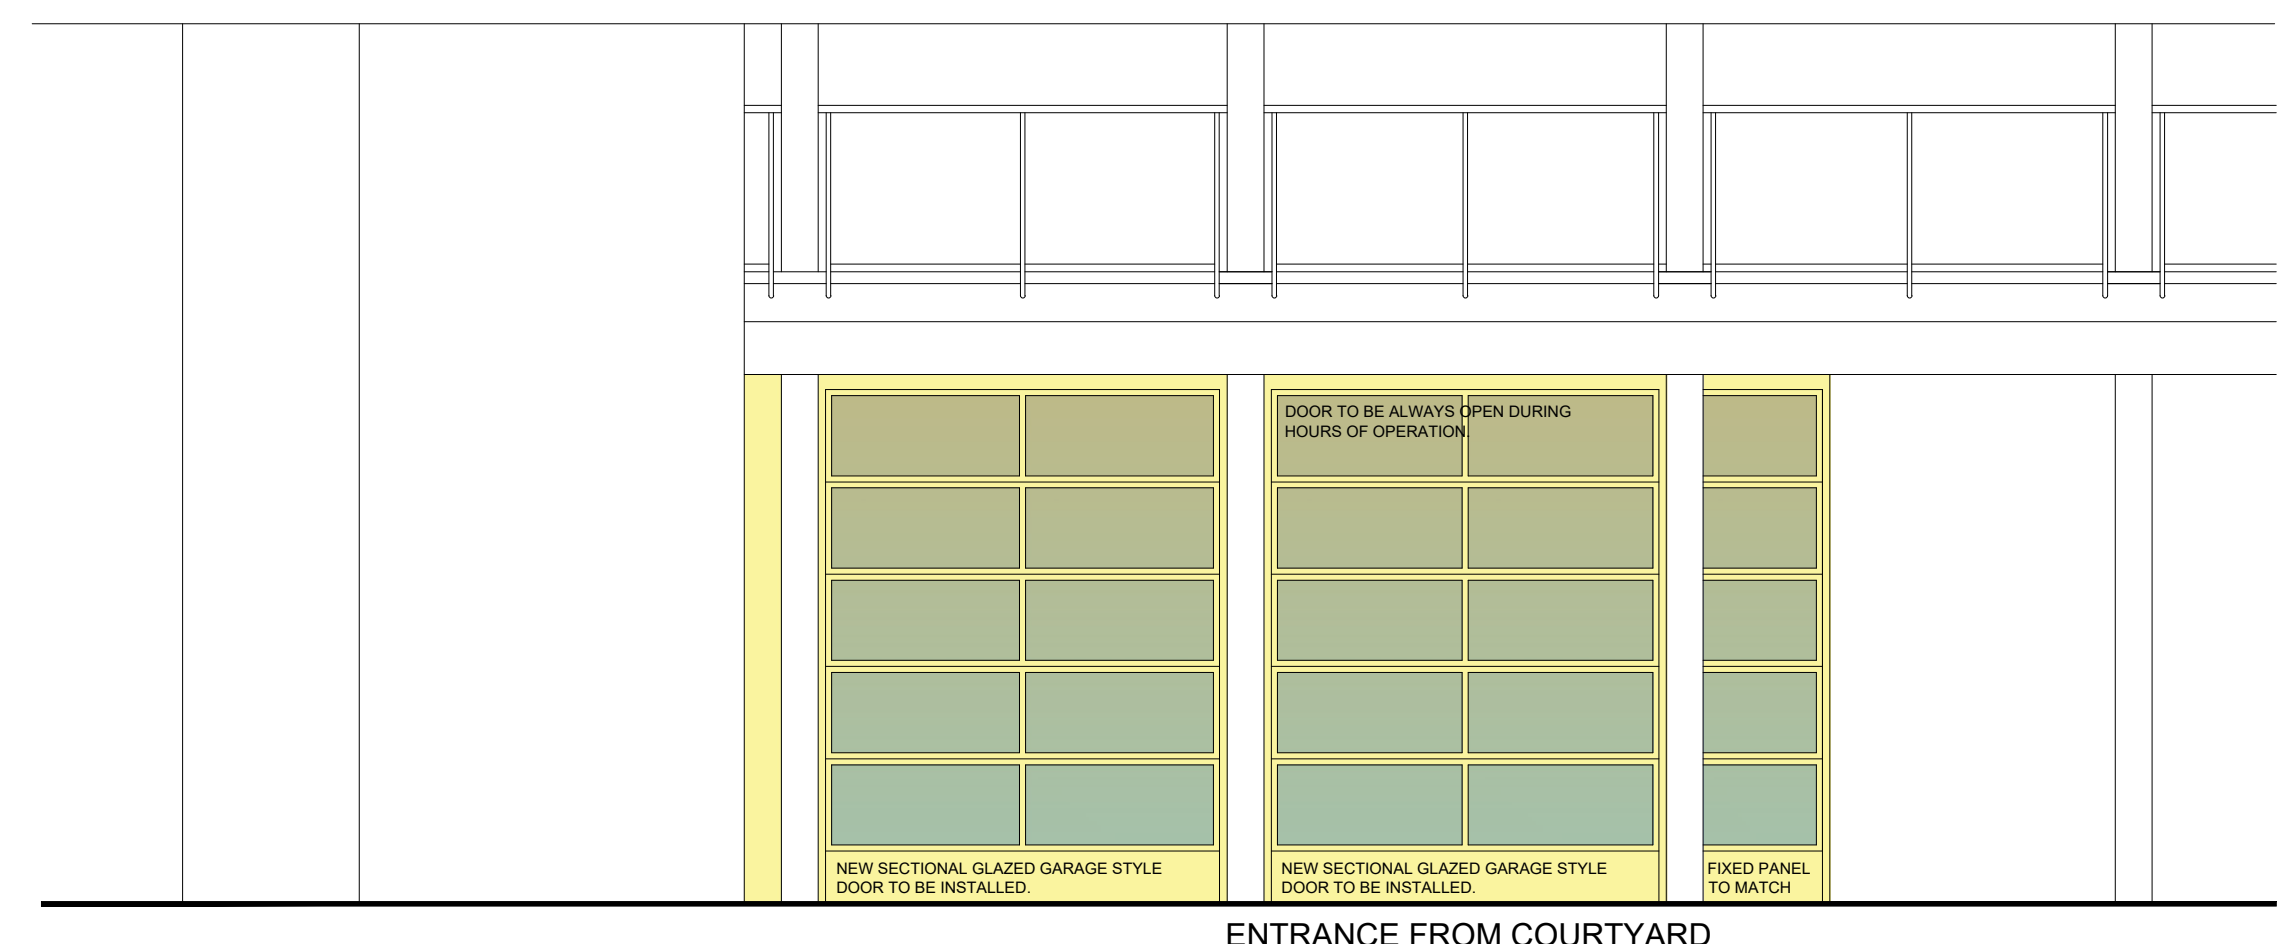 DOOR TO BE ALWAYS OPEN DURING
HOURS OF OPERATION.
NEW SECTIONAL GLAZED GARAGE STYLE
DOOR TO BE INSTALLED.
NEW SECTIONAL GLAZED GARAGE STYLE
DOOR TO BE INSTALLED.
FIXED PANEL
TO MATCH
ENTRANCE FROM COURTYARD